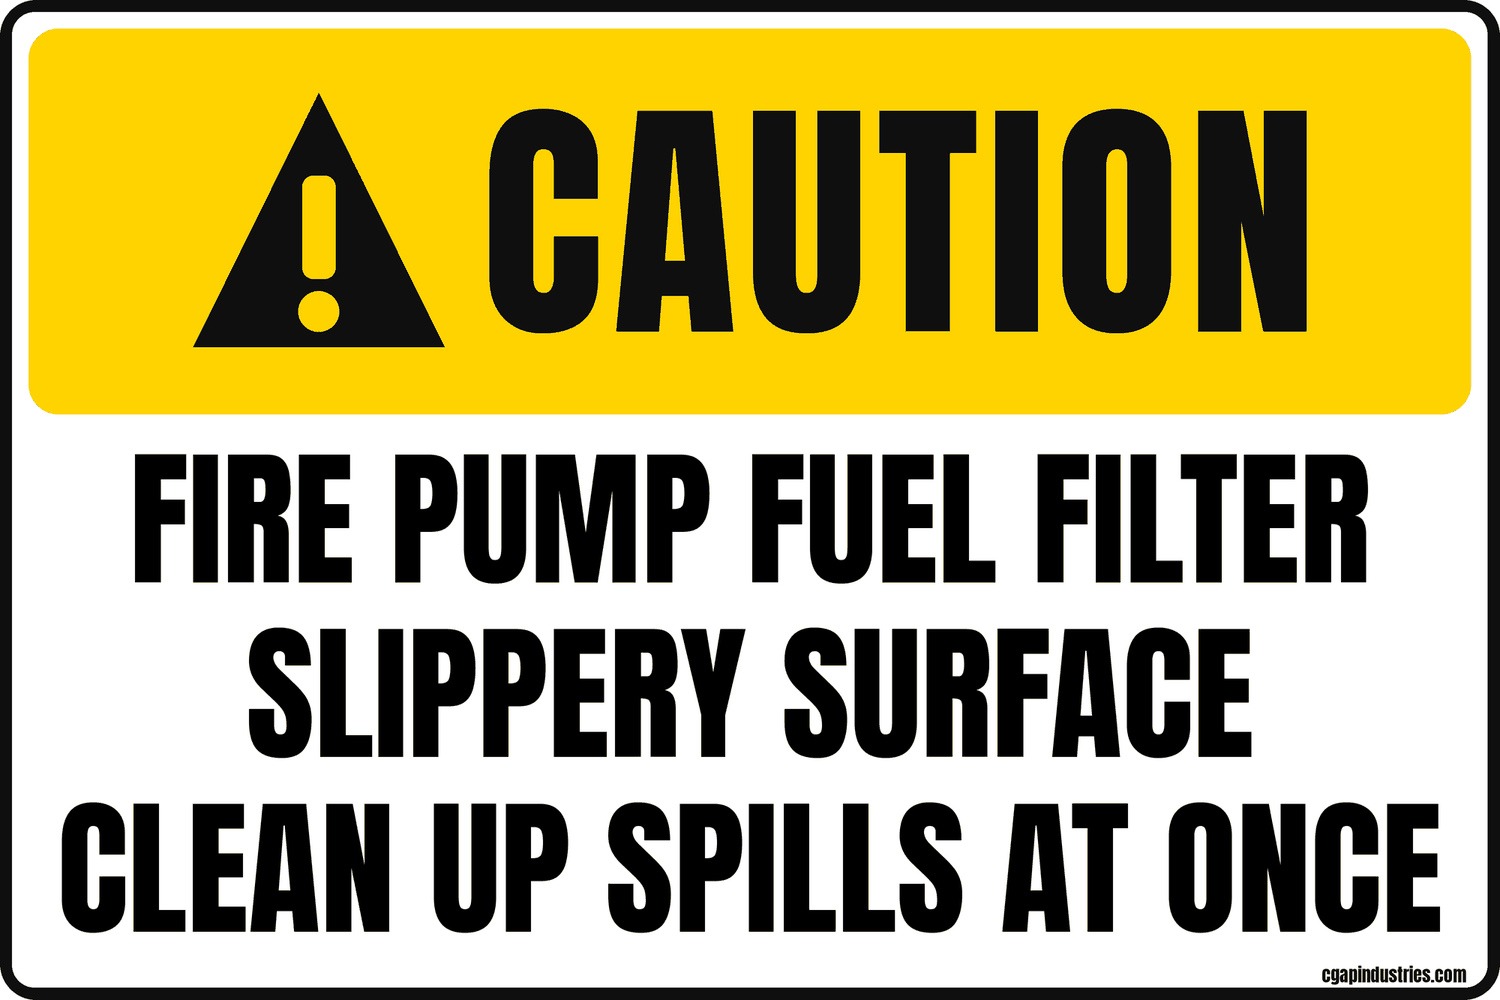 CAUTION
FIRE PUMP FUEL FILTER
SLIPPERY SURFACE
CLEAN UP SPILLS AT ONCE
cgapindustries.com